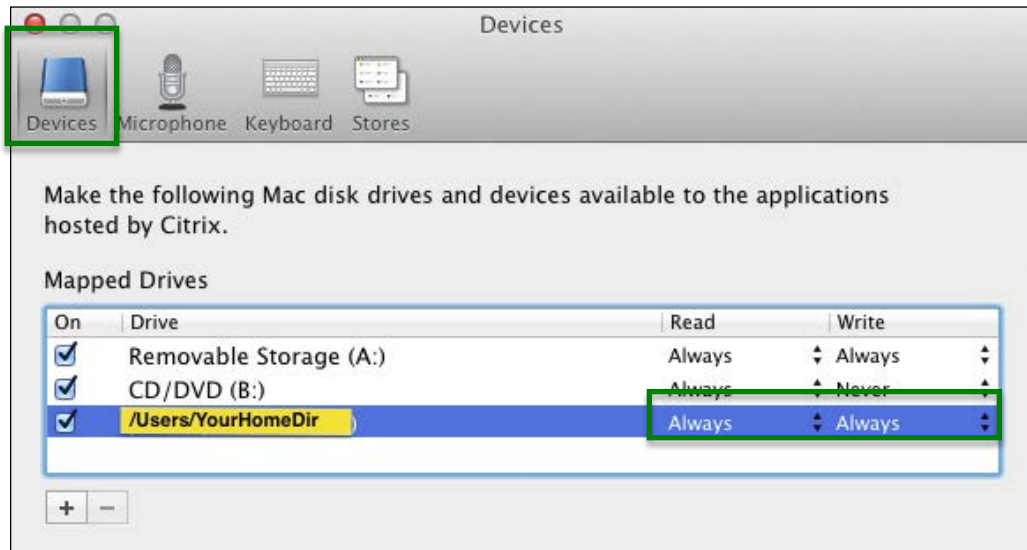 Devices
Devices Microphone Keyboard Stores
Make the following Mac disk drives and devices available to the applications
hosted by Citrix.
Mapped Drives
On Drive Read Write
Removable Storage (A:) Always Always
CD/DVD (B:) Always Never
/Users/YourHomeDir ) Always Always